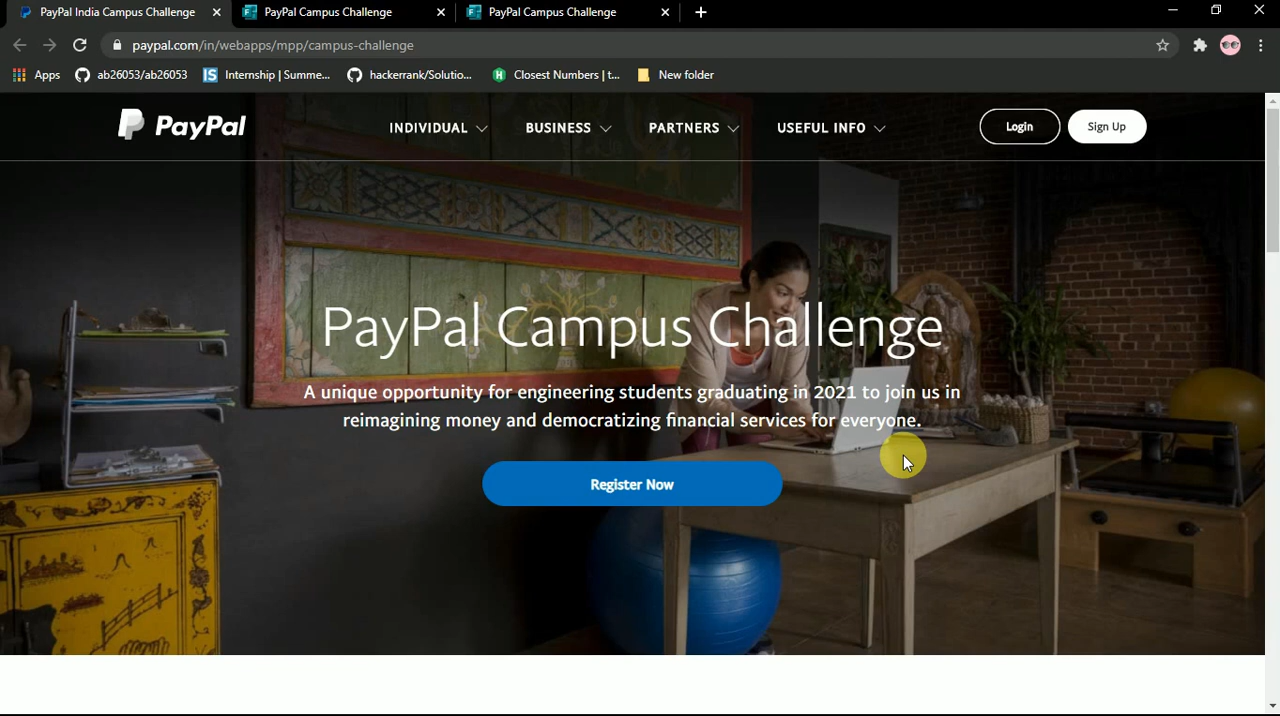 PayPal India Campus Challenge
PayPal Campus Challenge
PayPal Campus Challenge
paypal.com/in/webapps/mpp/campus-challenge
Apps
ab26053/ab26053
IS
Internship | Summe...
hackerrank/Solutio...
Closest Numbers | t...
New folder
PayPal
INDIVIDUAL
BUSINESS
PARTNERS
USEFUL INFO
Login
Sign Up
PayPal Campus Challenge
A unique opportunity for engineering students graduating in 2021 to join us in
reimagining money and democratizing financial services for everyone.
Register Now